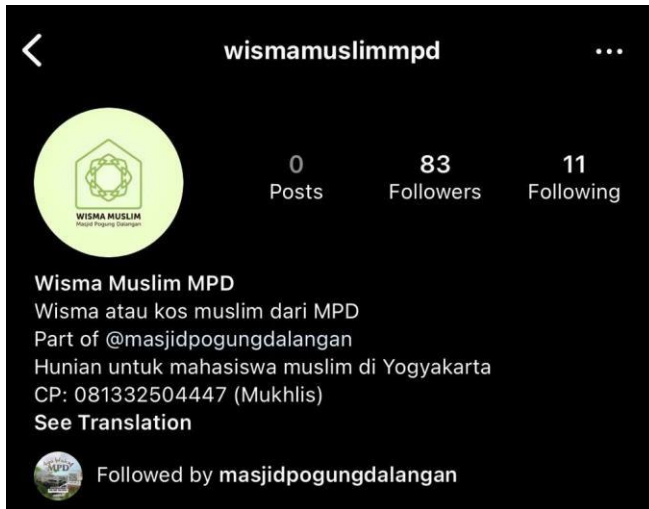 wismamuslimmpd
0 83 11
Posts Followers Following
WISMA MUSLIM
Masjid Pogung Dalangan
Wisma Muslim MPD
Wisma atau kos muslim dari MPD
Part of @masjidpogungdalangan
Hunian untuk mahasiswa muslim di Yogyakarta
CP: 081332504447 (Mukhlis)
See Translation
MPD
Followed by masjidpogungdalangan